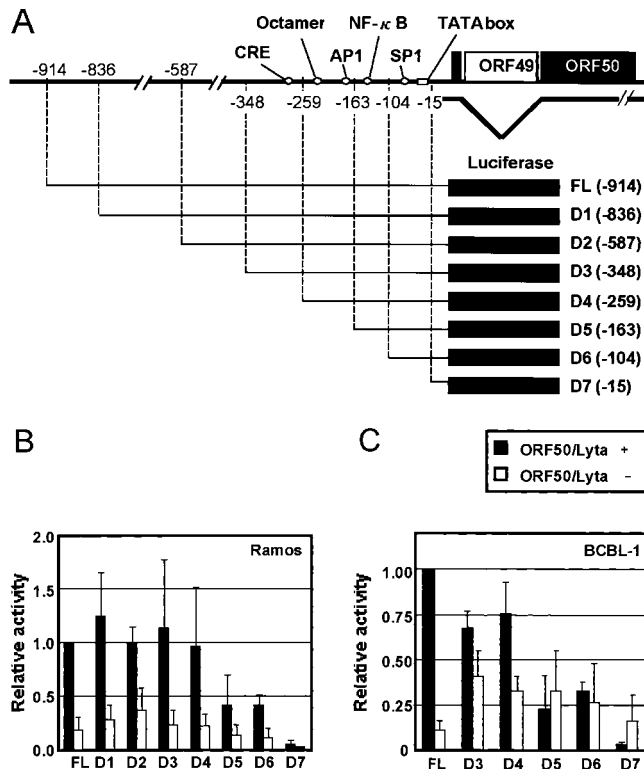 A
Octamer
NF-κ B
TATAbox
CRE
AP1
SP1
ORF49
ORF50
-914
-836
-587
-348
-259
-163
-104
-15
Luciferase
FL (-914)
D1 (-836)
D2 (-587)
D3 (-348)
D4 (-259)
D5 (-163)
D6 (-104)
D7 (-15)
B
C
ORF50/Lyta +
ORF50/Lyta -
Ramos
Relative activity
2.0
1.5
1.0
0.5
0.0
FL D1 D2 D3 D4 D5 D6 D7
BCBL-1
Relative activity
1.00
0.75
0.50
0.25
0
FL D3 D4 D5 D6 D7